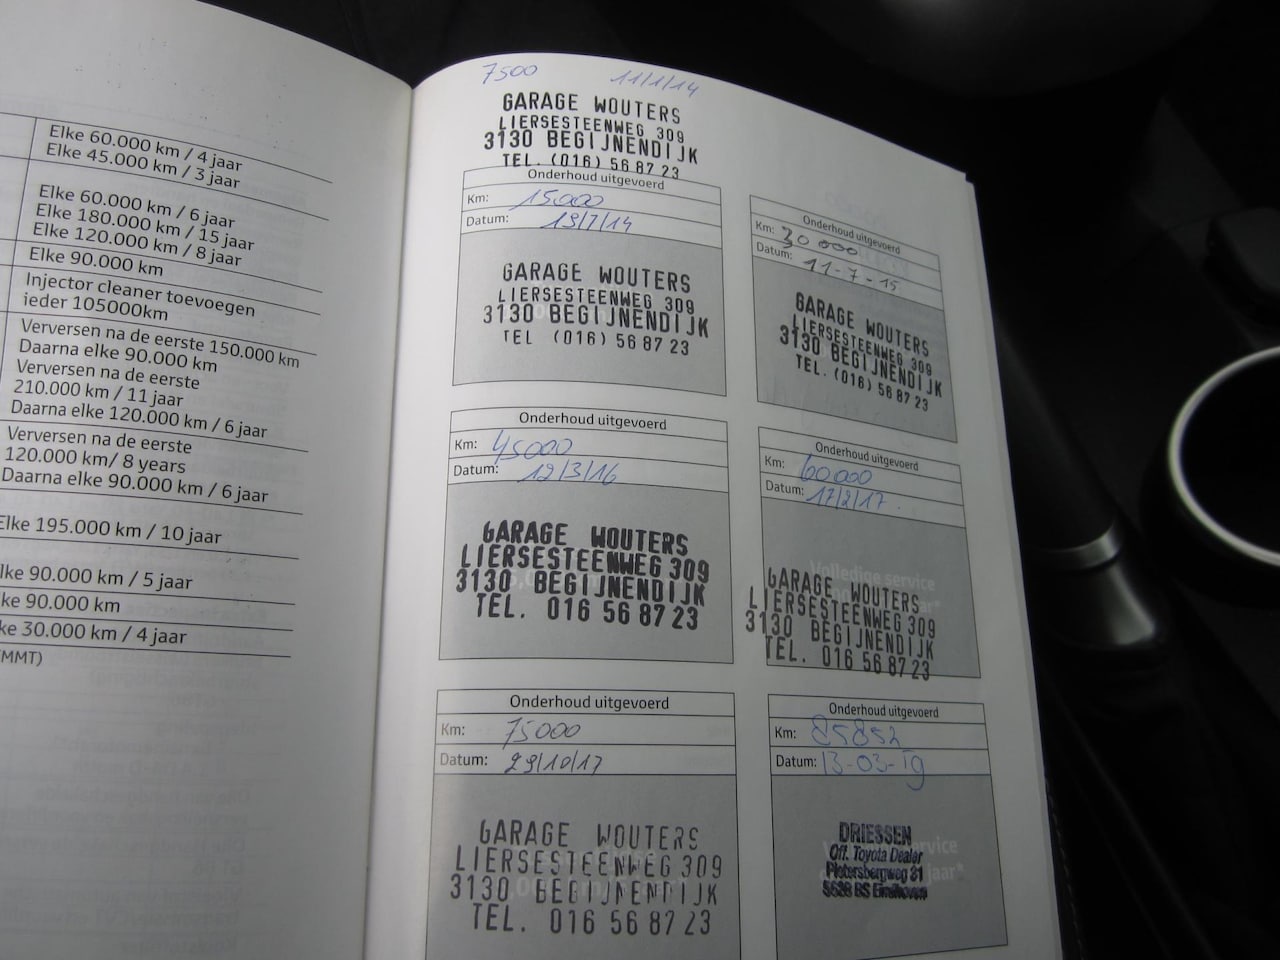 Elke 60.000 km / 4 jaar
Elke 45.000 km / 3 jaar
Elke 60.000 km / 6 jaar
Elke 180.000 km / 15 jaar
Elke 120.000 km / 8 jaar
Elke 90.000 km
Injector cleaner toevoegen
ieder 105000km
Verversen na de eerste 150.000 km
Daarna elke 90.000 km
Verversen na de eerste
210.000 km / 11 jaar
Daarna elke 120.000 km / 6 jaar
Verversen na de eerste
120.000 km/ 8 years
Daarna elke 90.000 km / 6 jaar
Elke 195.000 km / 10 jaar
lke 90.000 km / 5 jaar
ke 90.000 km
ke 30.000 km / 4 jaar
MMT)
7500 11/1/14
GARAGE WOUTERS
LIERSESTEENWEG 309
3130 BEGIJNENDIJK
TEL. (016) 56 87 23
Onderhoud uitgevoerd
Km: 15000
Datum: 19/7/14
GARAGE WOUTERS
LIERSESTEENWEG 309
3130 BEGIJNENDIJK
TEL (016) 56 87 23
Onderhoud uitgevoerd
Km: 30 000
Datum: 11-7-15
GARAGE WOUTERS
LIERSESTEENWEG 309
3130 BEGIJNENDIJK
TEL. (016) 56 87 23
Onderhoud uitgevoerd
Km: 45000
Datum: 12/3/16
GARAGE WOUTERS
LIERSESTEENWEG 309
3130 BEGIJNENDIJK
TEL. 016 56 87 23
Onderhoud uitgevoerd
Km: 60000
Datum: 17/2/17
Volledige service
GARAGE WOUTERS
LIERSESTEENWEG 309
3130 BEGIJNENDIJK
TEL. 016 56 87 23
Onderhoud uitgevoerd
Km: 75000
Datum: 29/10/17
GARAGE WOUTERS
LIERSESTEENWEG 309
3130 BEGIJNENDIJK
TEL. 016 56 87 23
Onderhoud uitgevoerd
Km: 85852
Datum: 13-03-19
DRIESSEN
Off. Toyota Dealer
Pietersbergweg 31
5628 BS Eindhoven